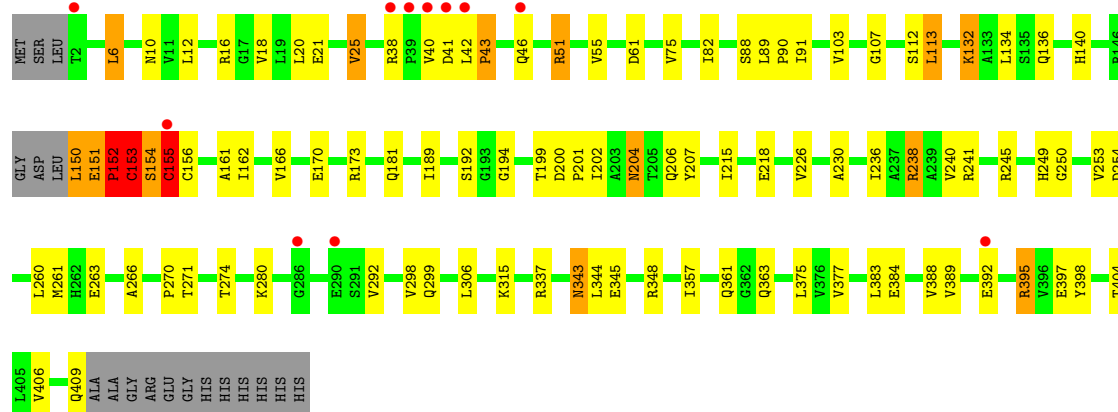 MET SER LEU T2 L6 N10 V11 L12 R16 G17 V18 L19 L20 E21 V25 R38 P39 V40 D41 L42 P43 Q46 R51 V55 D61 V75 I82 S88 L89 P90 I91 V103 G107 S112 L113 K132 A133 L134 S135 Q136 H140 R146
GLY ASP LEU L150 E151 P152 C153 S154 C155 C156 A161 I162 V166 E170 R173 Q181 I189 S192 G193 G194 T199 D200 P201 I202 A203 N204 T205 Q206 Y207 I215 E218 V226 A230 I236 A237 R238 A239 V240 R241 R245 H249 G250 V253 D254
L260 M261 H262 E263 A266 P270 T271 T274 K280 G286 E290 S291 V292 V298 Q299 L306 K315 R337 N343 L344 E345 R348 I357 Q361 G362 Q363 L375 V376 V377 L383 E384 V388 V389 E392 R395 V396 E397 Y398 T404
L405 V406 Q409 ALA ALA GLY ARG GLU GLY HIS HIS HIS HIS HIS HIS